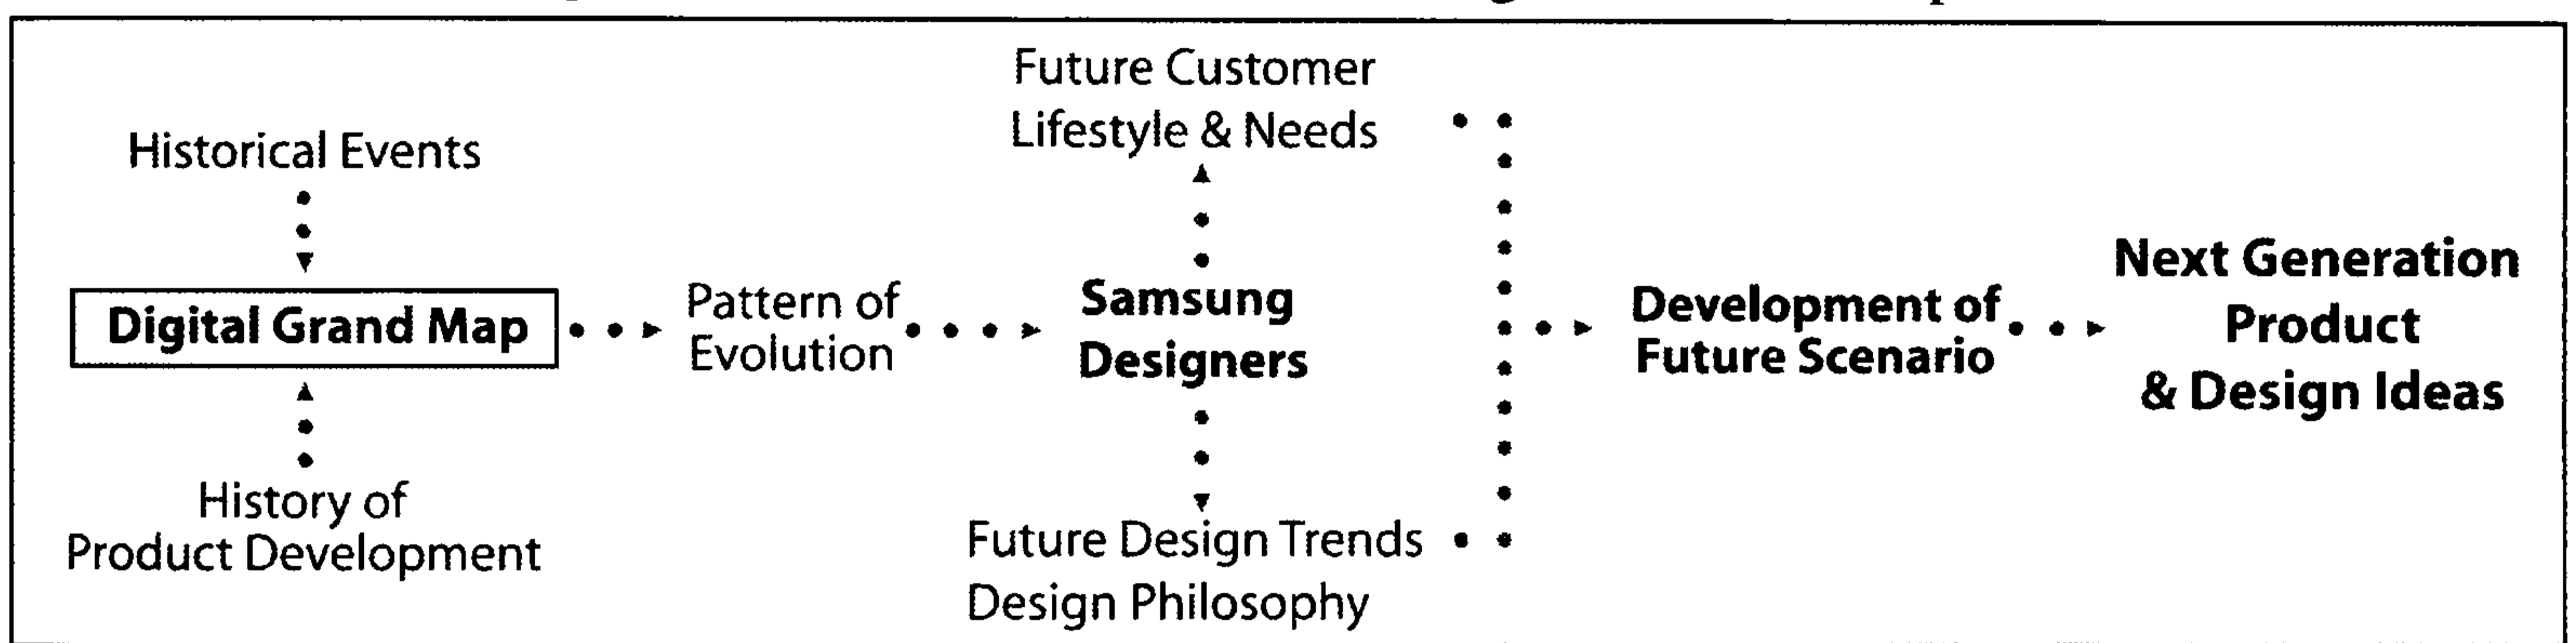 Historical Events
Digital Grand Map
History of
Product Development
Pattern of
Evolution
Future Customer
Lifestyle & Needs
Samsung
Designers
Future Design Trends
Design Philosophy
Development of
Future Scenario
Next Generation
Product
& Design Ideas